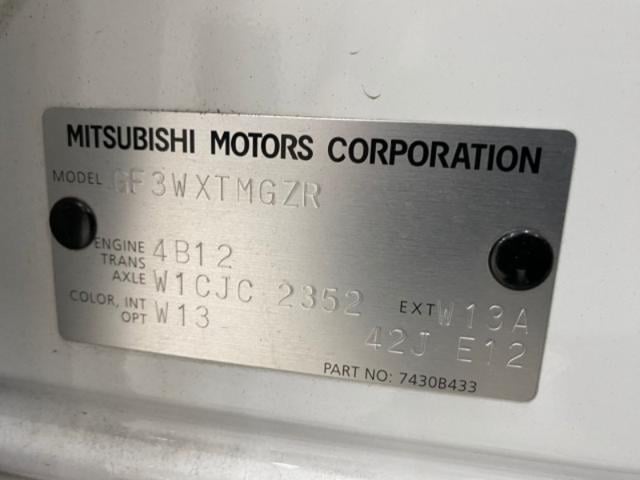 MITSUBISHI MOTORS CORPORATION
MODEL GF3WXTMGZR
ENGINE 4B12
TRANS
AXLE W1CJC 2352
COLOR, INT W13 EXT W13A
OPT 42J E12
PART NO: 7430B433